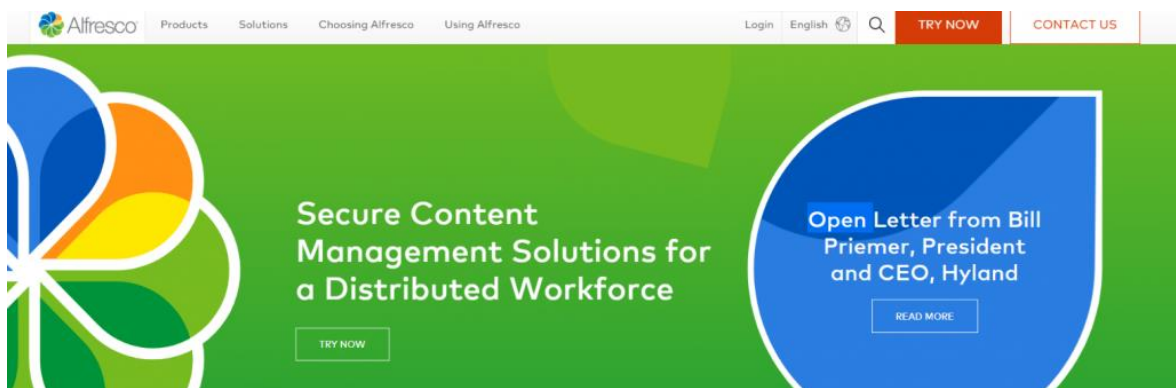 Alfresco Products Solutions Choosing Alfresco Using Alfresco Login English TRY NOW CONTACT US
Secure Content
Management Solutions for
a Distributed Workforce
TRY NOW
Open Letter from Bill
Priemer, President
and CEO, Hyland
READ MORE